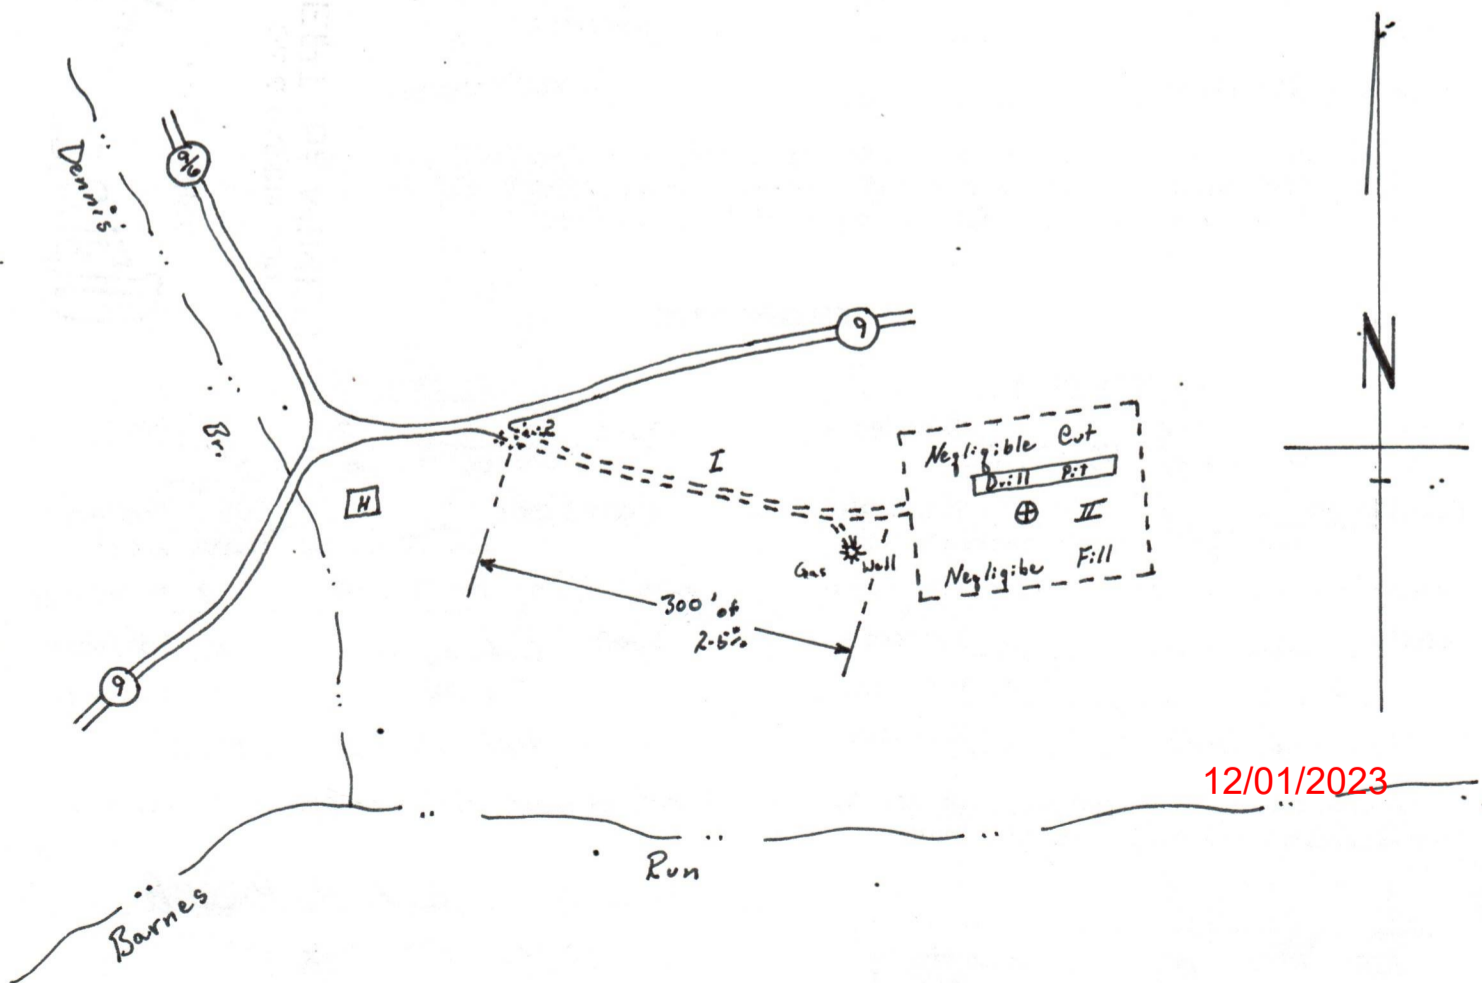 Dennis
9/6
9
N
Br.
I
H
Negligible Cut
Drill Pit
II
Gas Well
Negligibe Fill
300' of
2-5%
9
12/01/2023
Run
Barnes